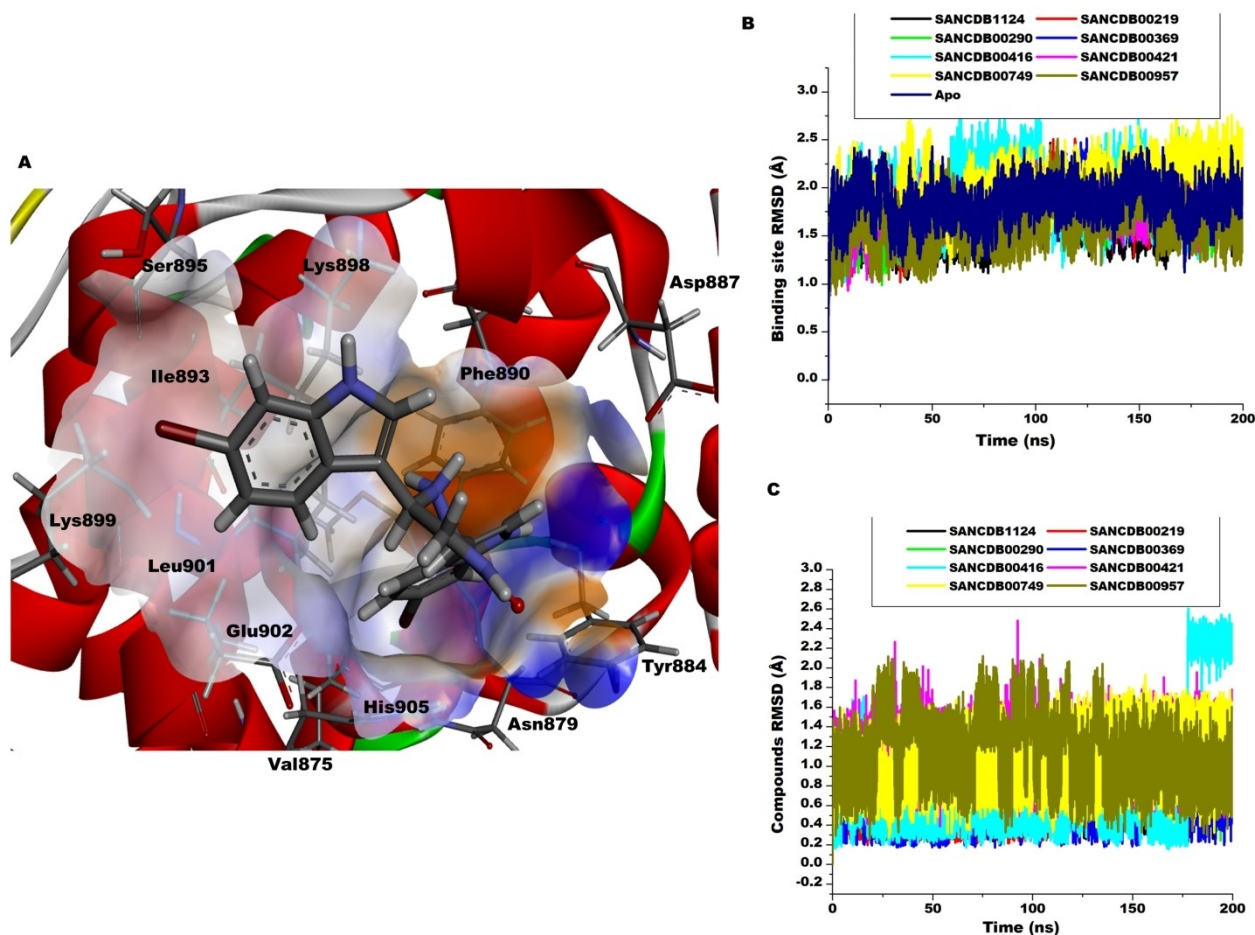 A
Ser895
Lys898
Asp887
Ile893
Phe890
Lys899
Leu901
Glu902
Tyr884
His905
Asn879
Val875
B
SANCDB1124 SANCDB00219
SANCDB00290 SANCDB00369
SANCDB00416 SANCDB00421
SANCDB00749 SANCDB00957
Apo
Binding site RMSD (Å)
3.0
2.5
2.0
1.5
1.0
0.5
0.0
0 50 100 150 200
Time (ns)
C
SANCDB1124 SANCDB00219
SANCDB00290 SANCDB00369
SANCDB00416 SANCDB00421
SANCDB00749 SANCDB00957
Compounds RMSD (Å)
3.0
2.8
2.6
2.4
2.2
2.0
1.8
1.6
1.4
1.2
1.0
0.8
0.6
0.4
0.2
0.0
-0.2
0 50 100 150 200
Time (ns)